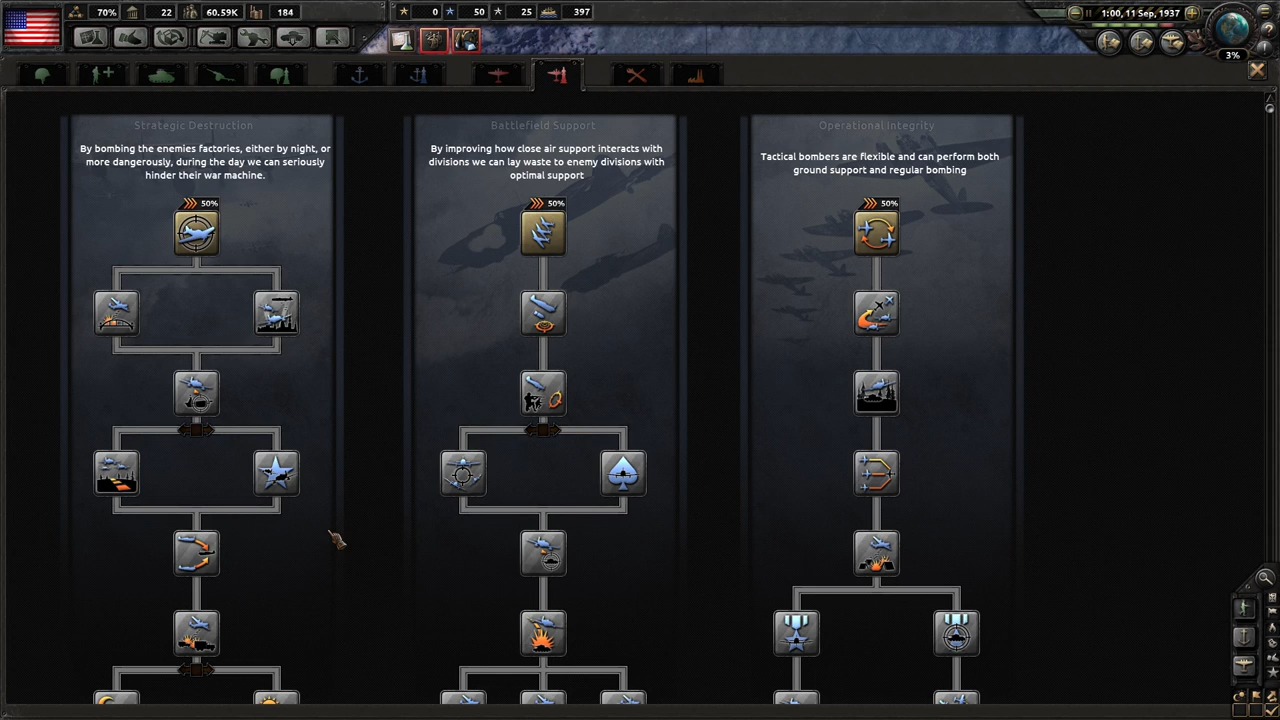 70%
22
60.59K
184
0
50
25
397
1:00, 11 Sep, 1937
3%
Strategic Destruction
By bombing the enemies factories, either by night, or
more dangerously, during the day we can seriously
hinder their war machine.
50%
Battlefield Support
By improving how close air support interacts with
divisions we can lay waste to enemy divisions with
optimal support
50%
Operational Integrity
Tactical bombers are flexible and can perform both
ground support and regular bombing
50%